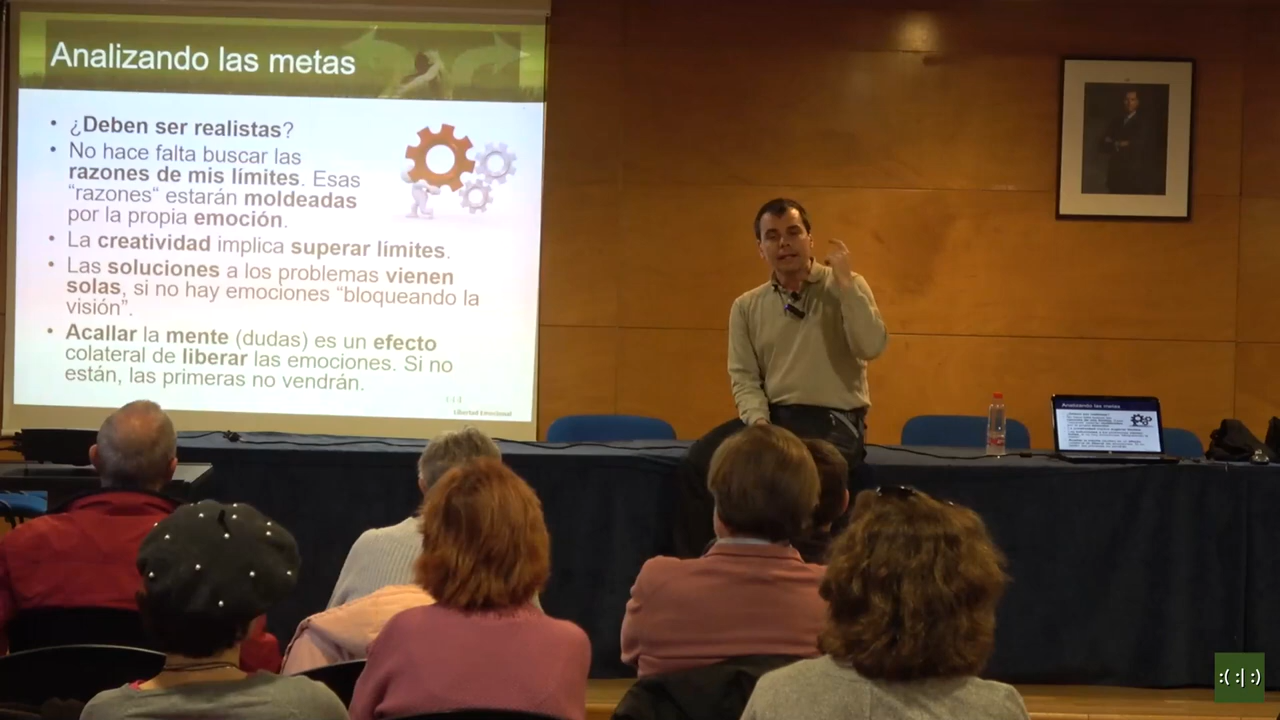 Analizando las metas
• ¿Deben ser realistas?
• No hace falta buscar las
razones de mis límites. Esas
“razones“ estarán moldeadas
por la propia emoción.
• La creatividad implica superar límites.
• Las soluciones a los problemas vienen
solas, si no hay emociones “bloqueando la
visión”.
• Acallar la mente (dudas) es un efecto
colateral de liberar las emociones. Si no
están, las primeras no vendrán.
Libertad Emocional
Analizando las metas
:( :| :)